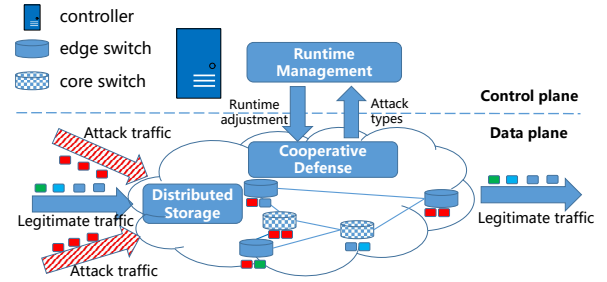 controller
edge switch
core switch
Runtime
Management
Runtime
adjustment
Attack
types
Control plane
Data plane
Attack traffic
Cooperative
Defense
Distributed
Storage
Legitimate traffic
Legitimate traffic
Attack traffic